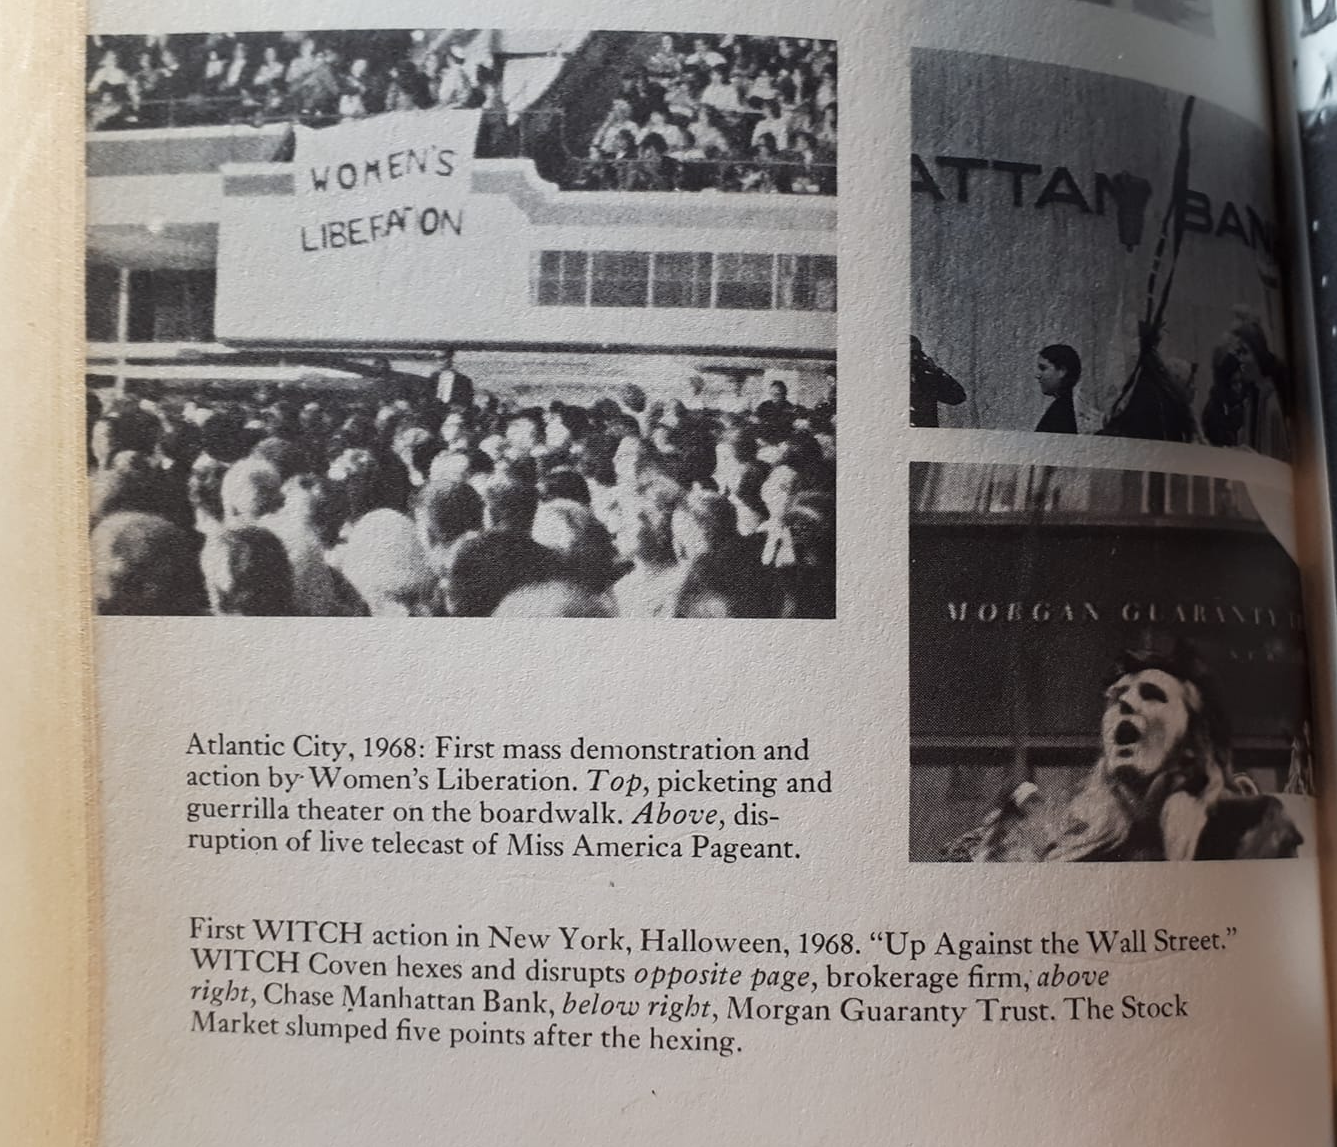 WOMEN'S
LIBERATON
ATTAN BAN
MORGAN GUARANTY
Atlantic City, 1968: First mass demonstration and
action by Women's Liberation. Top, picketing and
guerrilla theater on the boardwalk. Above, dis-
ruption of live telecast of Miss America Pageant.
First WITCH action in New York, Halloween, 1968. “Up Against the Wall Street.”
WITCH Coven hexes and disrupts opposite page, brokerage firm, above
right, Chase Manhattan Bank, below right, Morgan Guaranty Trust. The Stock
Market slumped five points after the hexing.